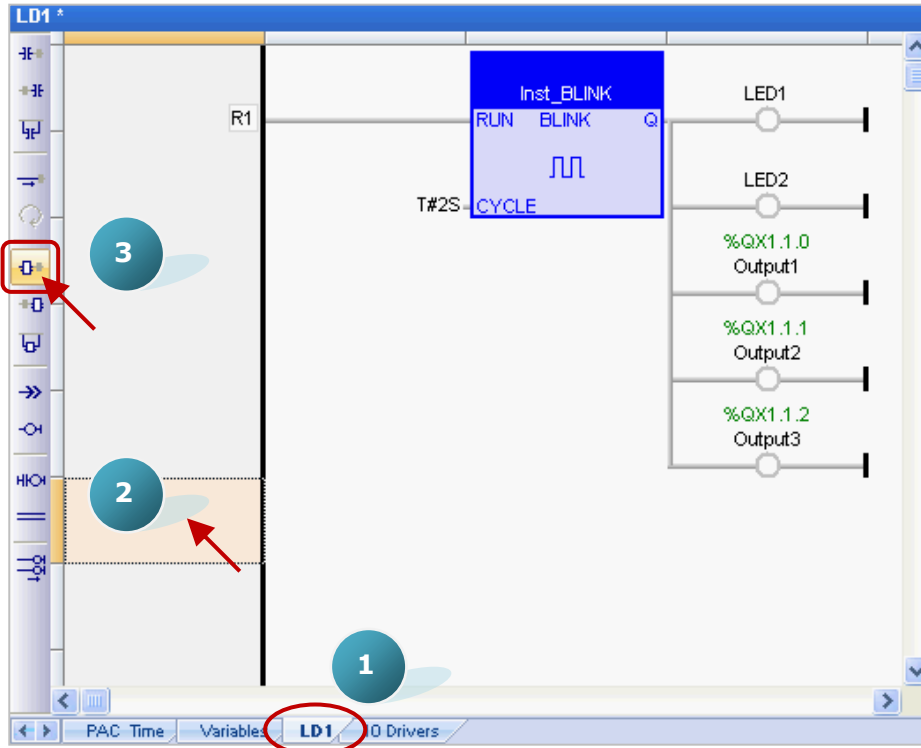 LD1 *
Inst_BLINK
LED1
R1
RUN BLINK Q
LED2
T#2S
CYCLE
%QX1.1.0
Output1
3
%QX1.1.1
Output2
%QX1.1.2
Output3
2
1
PAC Time Variables LD1 IO Drivers